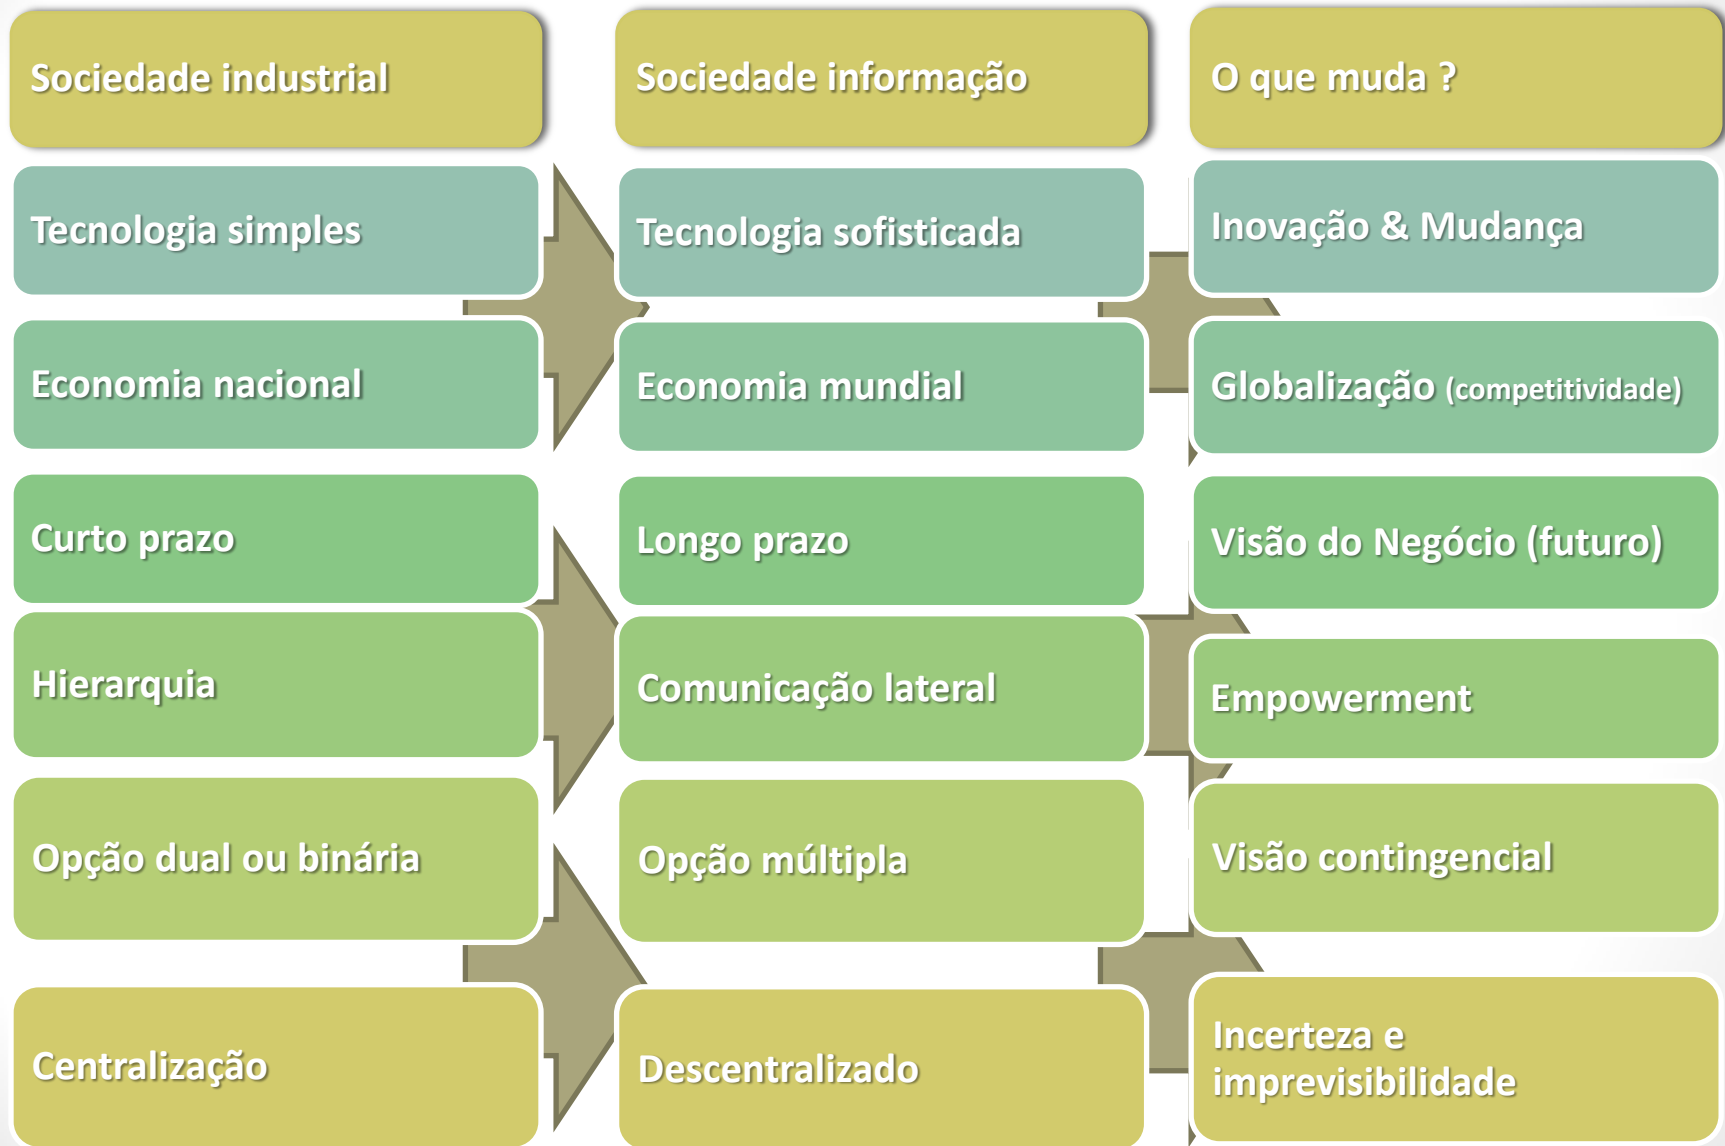 Sociedade industrial
Sociedade informação
O que muda ?
Tecnologia simples
Tecnologia sofisticada
Inovação & Mudança
Economia nacional
Economia mundial
Globalização (competitividade)
Curto prazo
Longo prazo
Visão do Negócio (futuro)
Hierarquia
Comunicação lateral
Empowerment
Opção dual ou binária
Opção múltipla
Visão contingencial
Centralização
Descentralizado
Incerteza e
imprevisibilidade